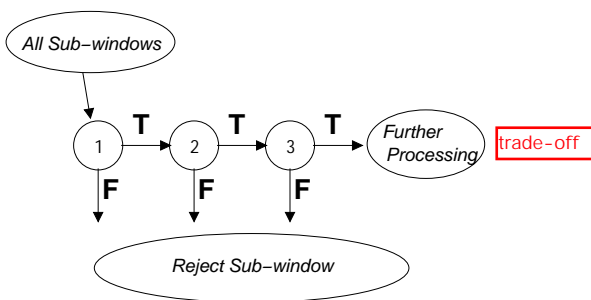 All Sub-windows
T
T
T
1
2
3
Further
Processing
trade-off
F
F
F
Reject Sub-window